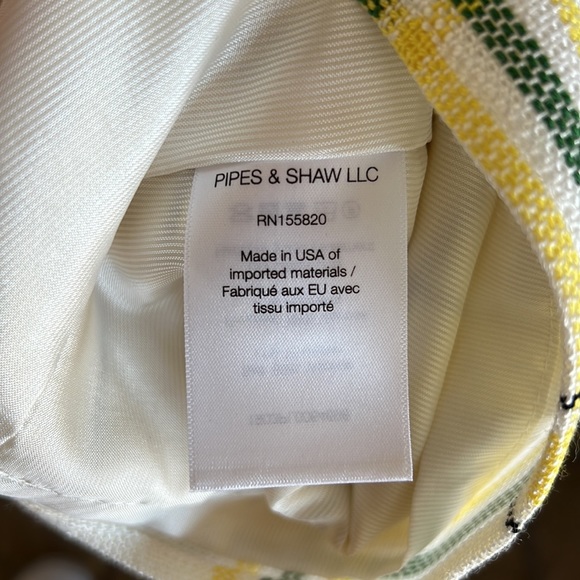 PIPES & SHAW LLC
RN155820
Made in USA of
imported materials /
Fabriqué aux EU avec
tissu importé